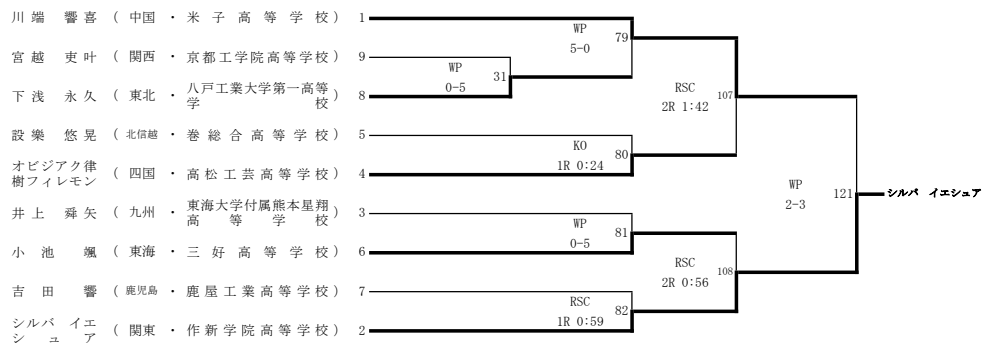 川端 響喜 ( 中国 ・ 米子高等学校 ) 1
宮越 吏叶 ( 関西 ・ 京都工学院高等学校 ) 9
下浅 永久 ( 東北 ・ 八戸工業大学第一高等
学校 ) 8
設樂 悠晃 ( 北信越 ・ 巻総合高等学校 ) 5
オビジアク律
樹フィレモン ( 四国 ・ 高松工芸高等学校 ) 4
井上 舜矢 ( 九州 ・ 東海大学付属熊本星翔
高等学校 ) 3
小池 颯 ( 東海 ・ 三好高等学校 ) 6
吉田 響 ( 鹿児島 ・ 鹿屋工業高等学校 ) 7
シルバ イエ
シュア ( 関東 ・ 作新学院高等学校 ) 2
WP
0-5
31
WP
5-0
79
KO
1R 0:24
80
WP
0-5
81
RSC
1R 0:59
82
RSC
2R 1:42
107
RSC
2R 0:56
108
WP
2-3
121
シルバ イエシュア